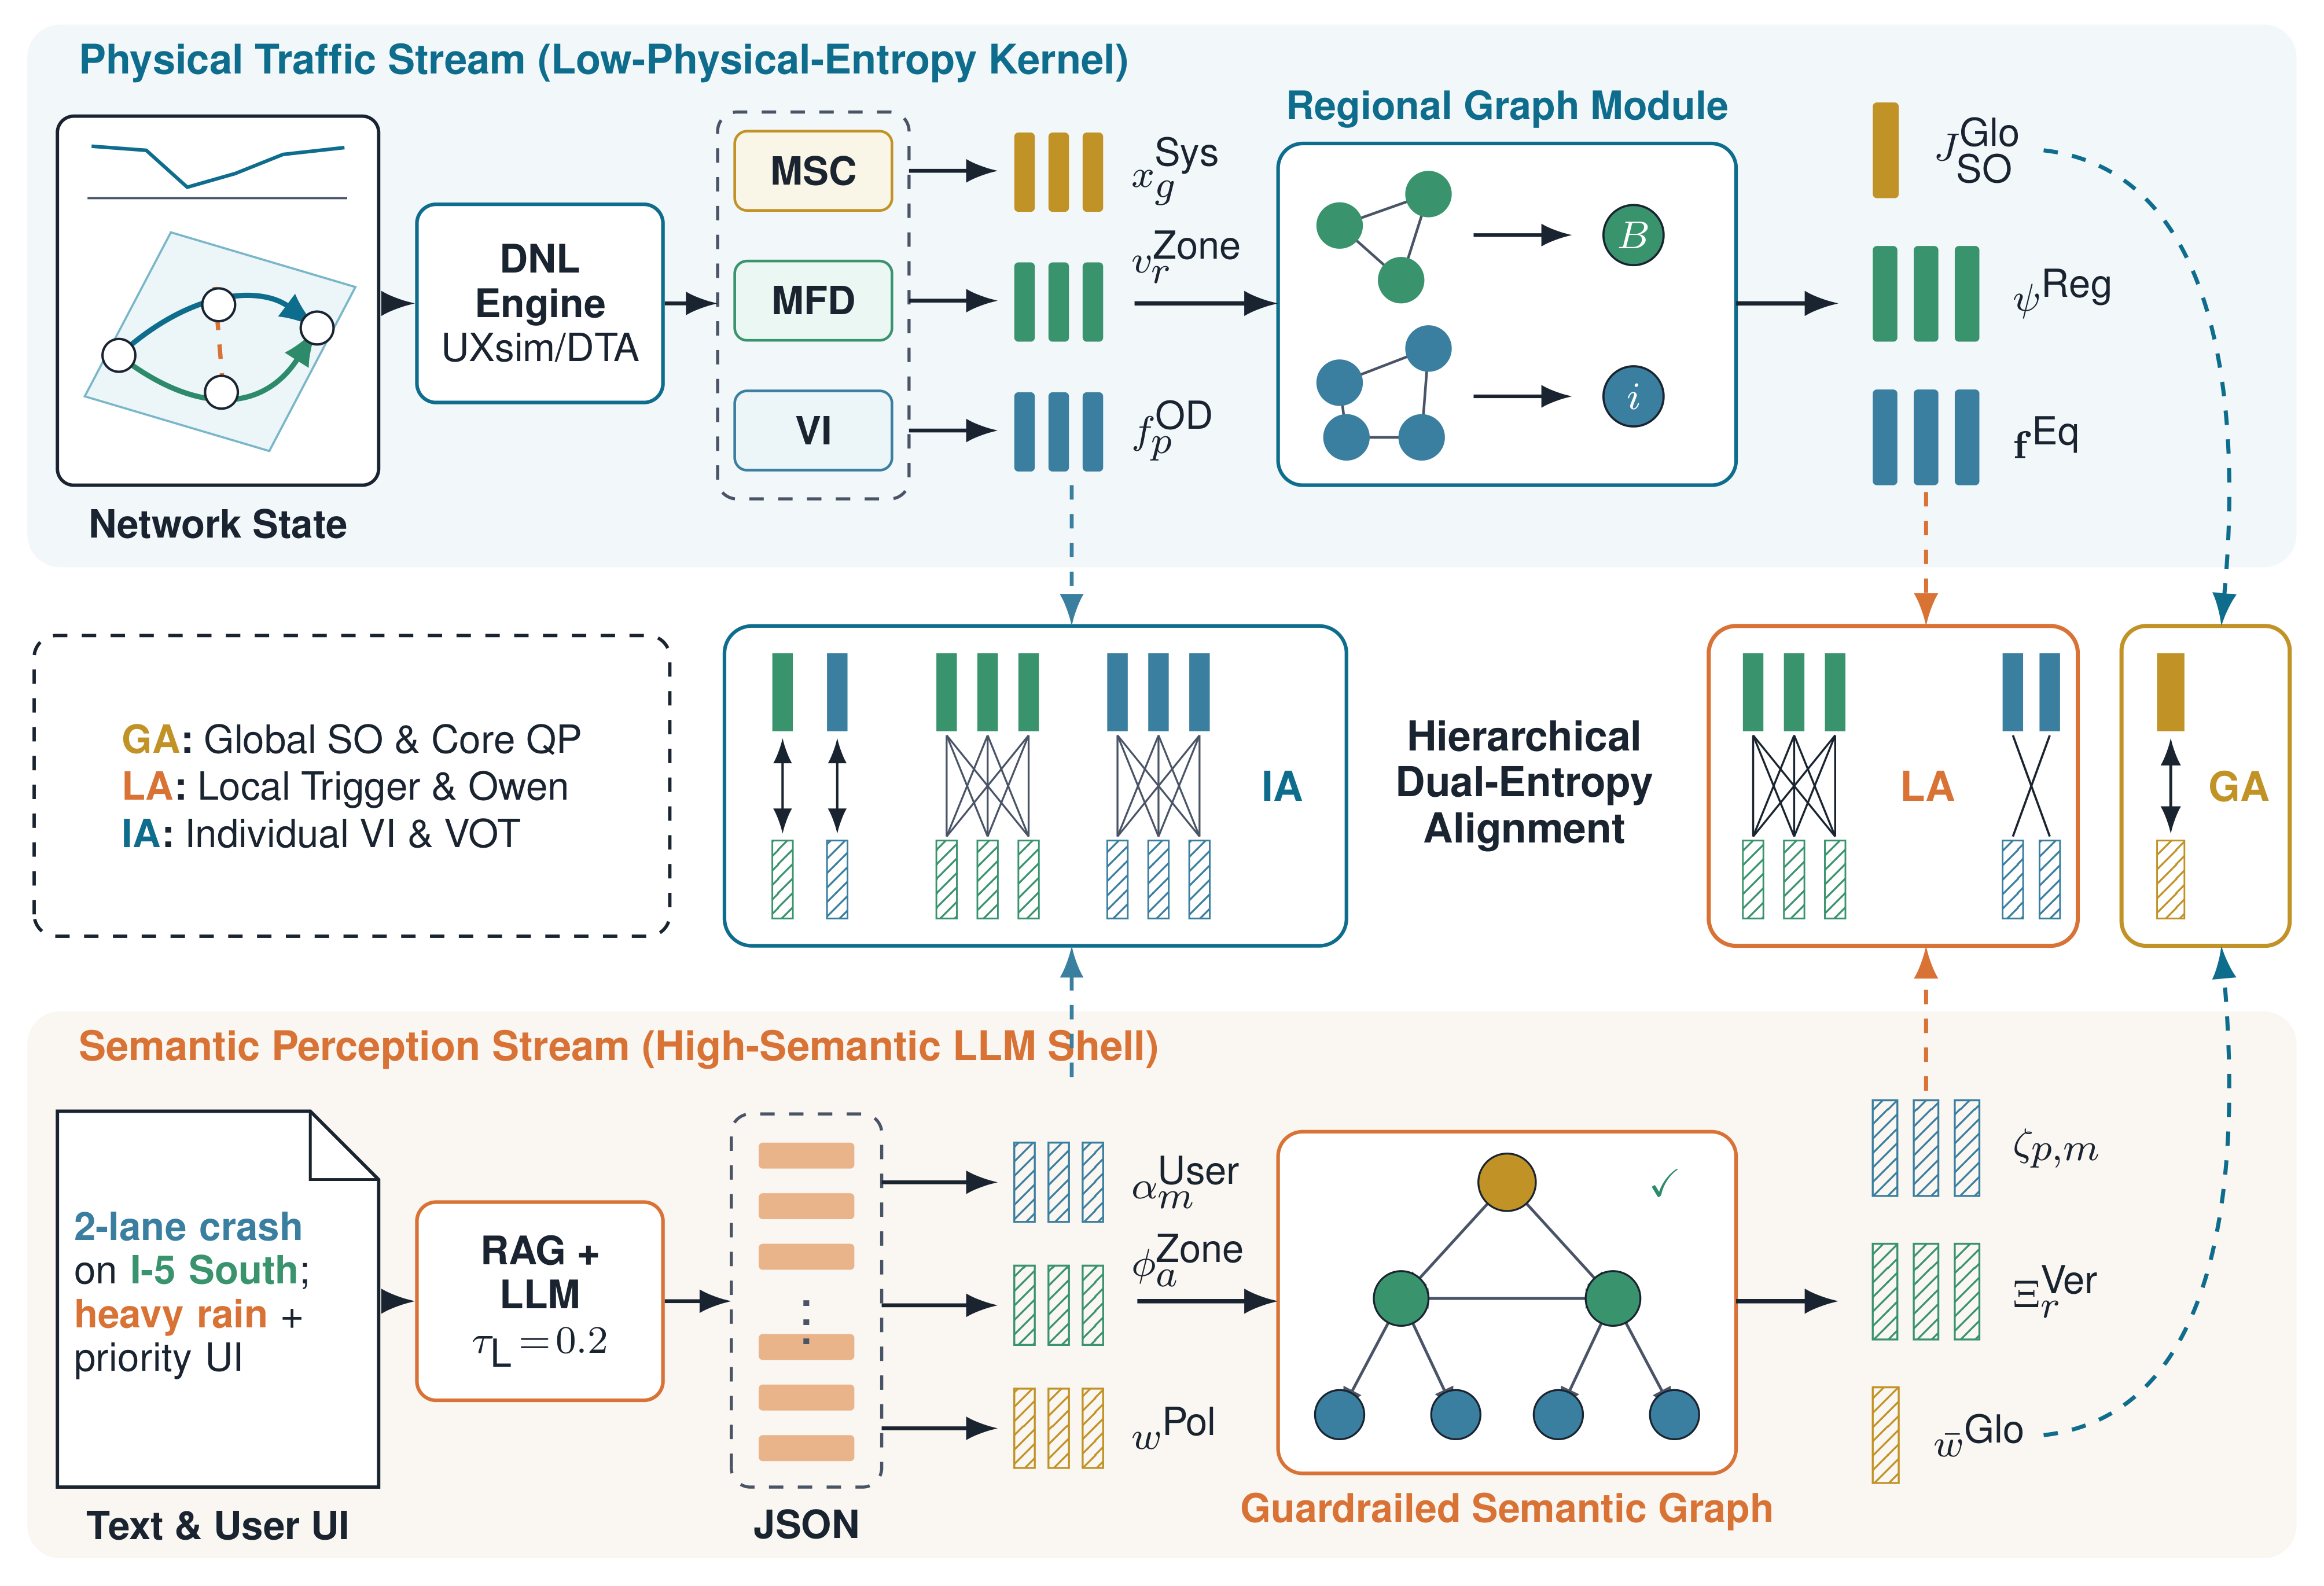 Physical Traffic Stream (Low-Physical-Entropy Kernel)
Network State
DNL
Engine
UXsim/DTA
MSC
MFD
VI
x_g^Sys
v_r^Zone
f_p^OD
Regional Graph Module
B
i
J_SO^Glo
ψ^Reg
f^Eq
GA: Global SO & Core QP
LA: Local Trigger & Owen
IA: Individual VI & VOT
IA
Hierarchical
Dual-Entropy
Alignment
LA
GA
Semantic Perception Stream (High-Semantic LLM Shell)
2-lane crash
on I-5 South;
heavy rain +
priority UI
Text & User UI
RAG +
LLM
τ_L = 0.2
JSON
α_m^User
ϕ_a^Zone
w^Pol
✓
Guardrailed Semantic Graph
ζ_p,m
Ξ_r^Ver
w̄^Glo